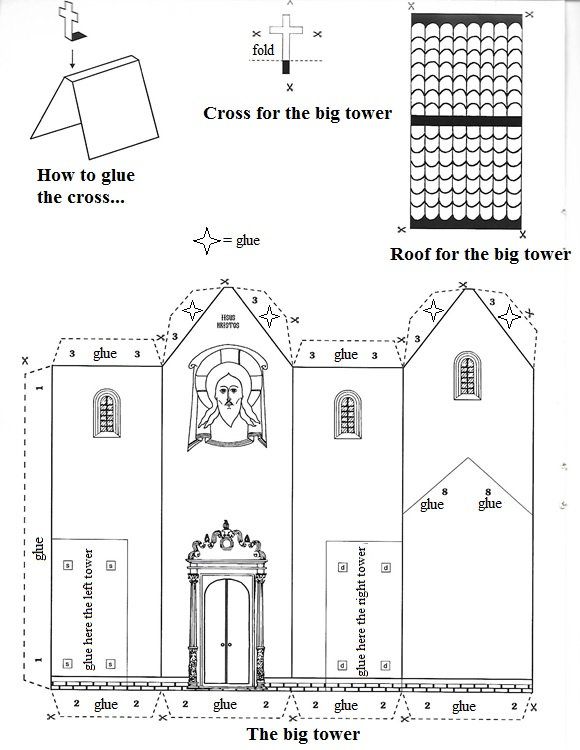 fold
Cross for the big tower
How to glue
the cross...
= glue
Roof for the big tower
3
3
3
3
IISUS
HRISTOS
3 glue 3
3 glue 3
1
8 8
glue glue
glue
glue here the left tower
s s
s s
glue here the right tower
d d
d d
1
2 glue 2
2 glue 2
2 glue 2
2 glue 2
The big tower